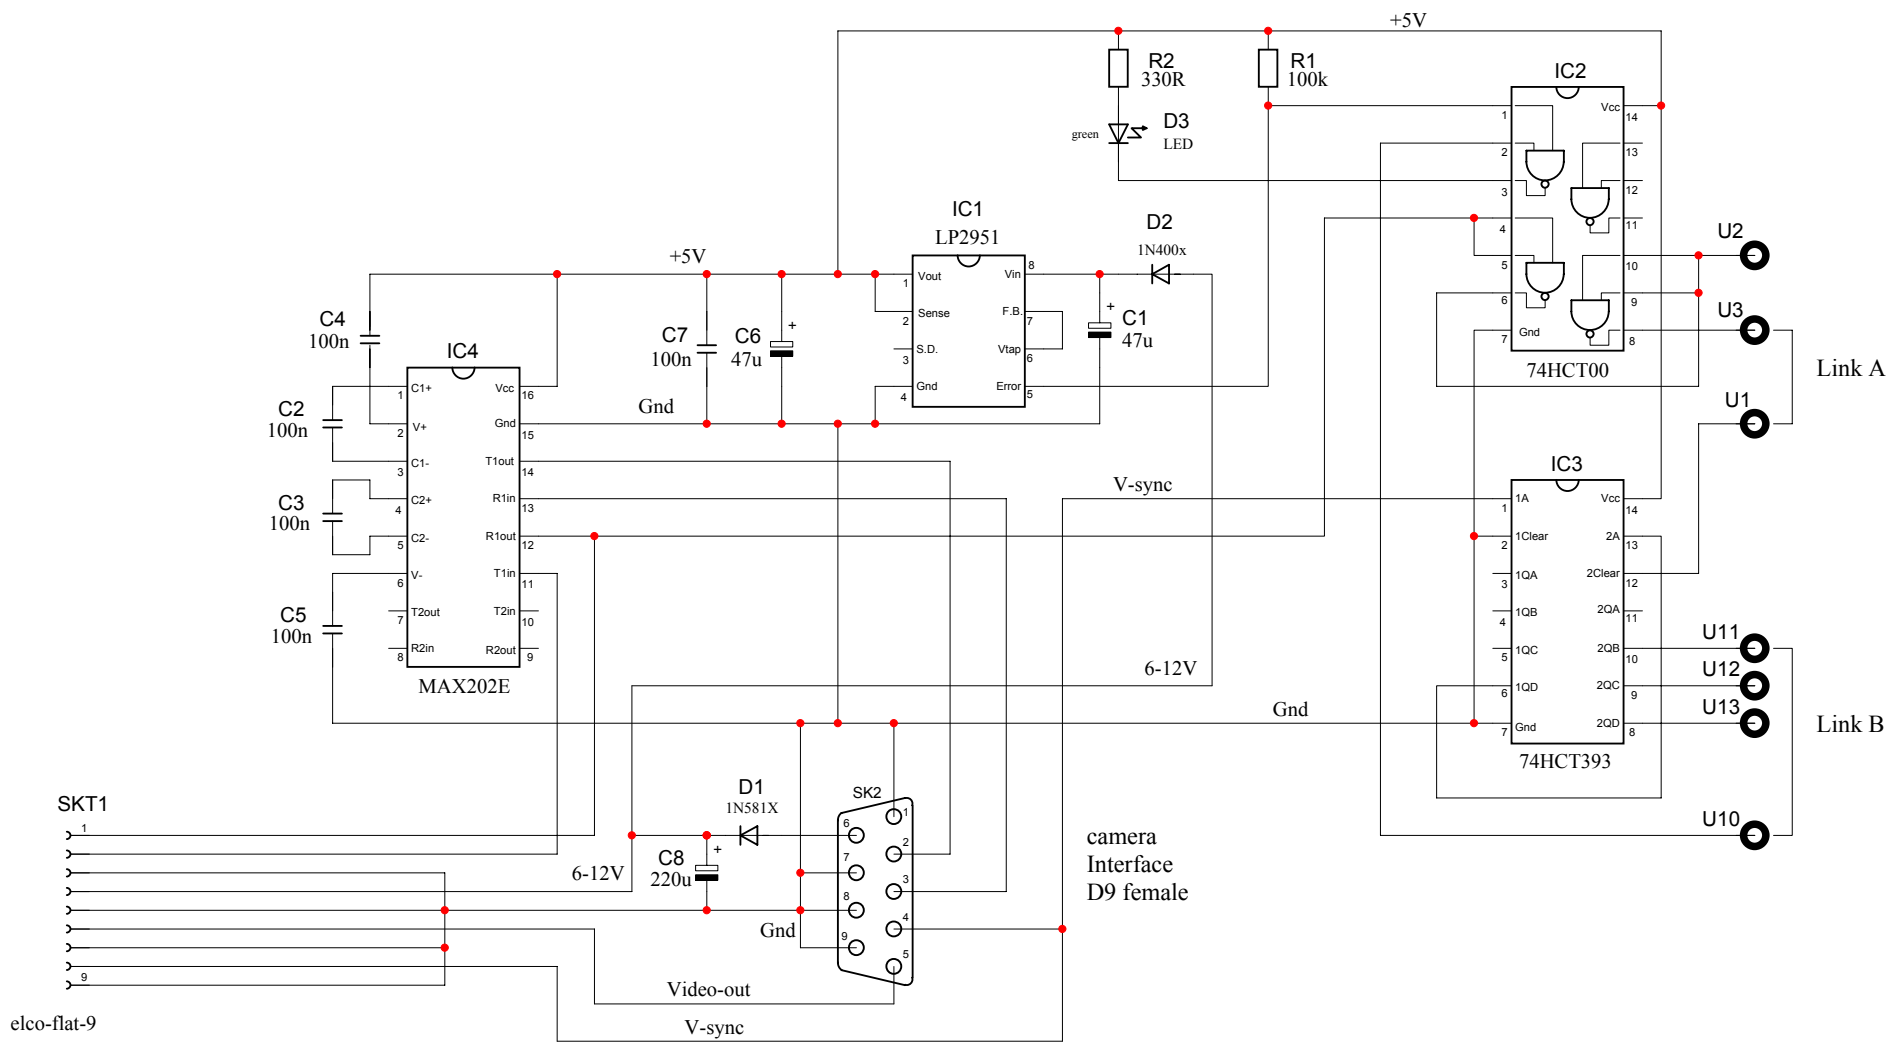 +5V
R2
330R
R1
100k
green
D3
LED
IC2
1
2
3
4
5
6
Gnd
7
Vcc
14
13
12
11
10
9
8
74HCT00
U2
U3
U1
Link A
IC1
LP2951
Vout
1
Sense
2
S.D.
3
Gnd
4
Vin
8
F.B.
7
Vtap
6
Error
5
D2
1N400x
+
C1
47u
+5V
C7
100n
C6
47u
+
Gnd
C4
100n
C2
100n
C3
100n
C5
100n
IC4
C1+
1
V+
2
C1-
3
C2+
4
C2-
5
V-
6
T2out
7
R2in
8
Vcc
16
Gnd
15
T1out
14
R1in
13
R1out
12
T1in
11
T2in
10
R2out
9
MAX202E
V-sync
IC3
1A
1
1Clear
2
1QA
3
1QB
4
1QC
5
1QD
6
Gnd
7
Vcc
14
2A
13
2Clear
12
2QA
11
2QB
10
2QC
9
2QD
8
74HCT393
U11
U12
U13
U10
Link B
6-12V
Gnd
D1
1N581X
C8
220u
+
6-12V
Gnd
SK2
1
2
3
4
5
6
7
8
9
camera
Interface
D9 female
SKT1
1
9
elco-flat-9
Video-out
V-sync